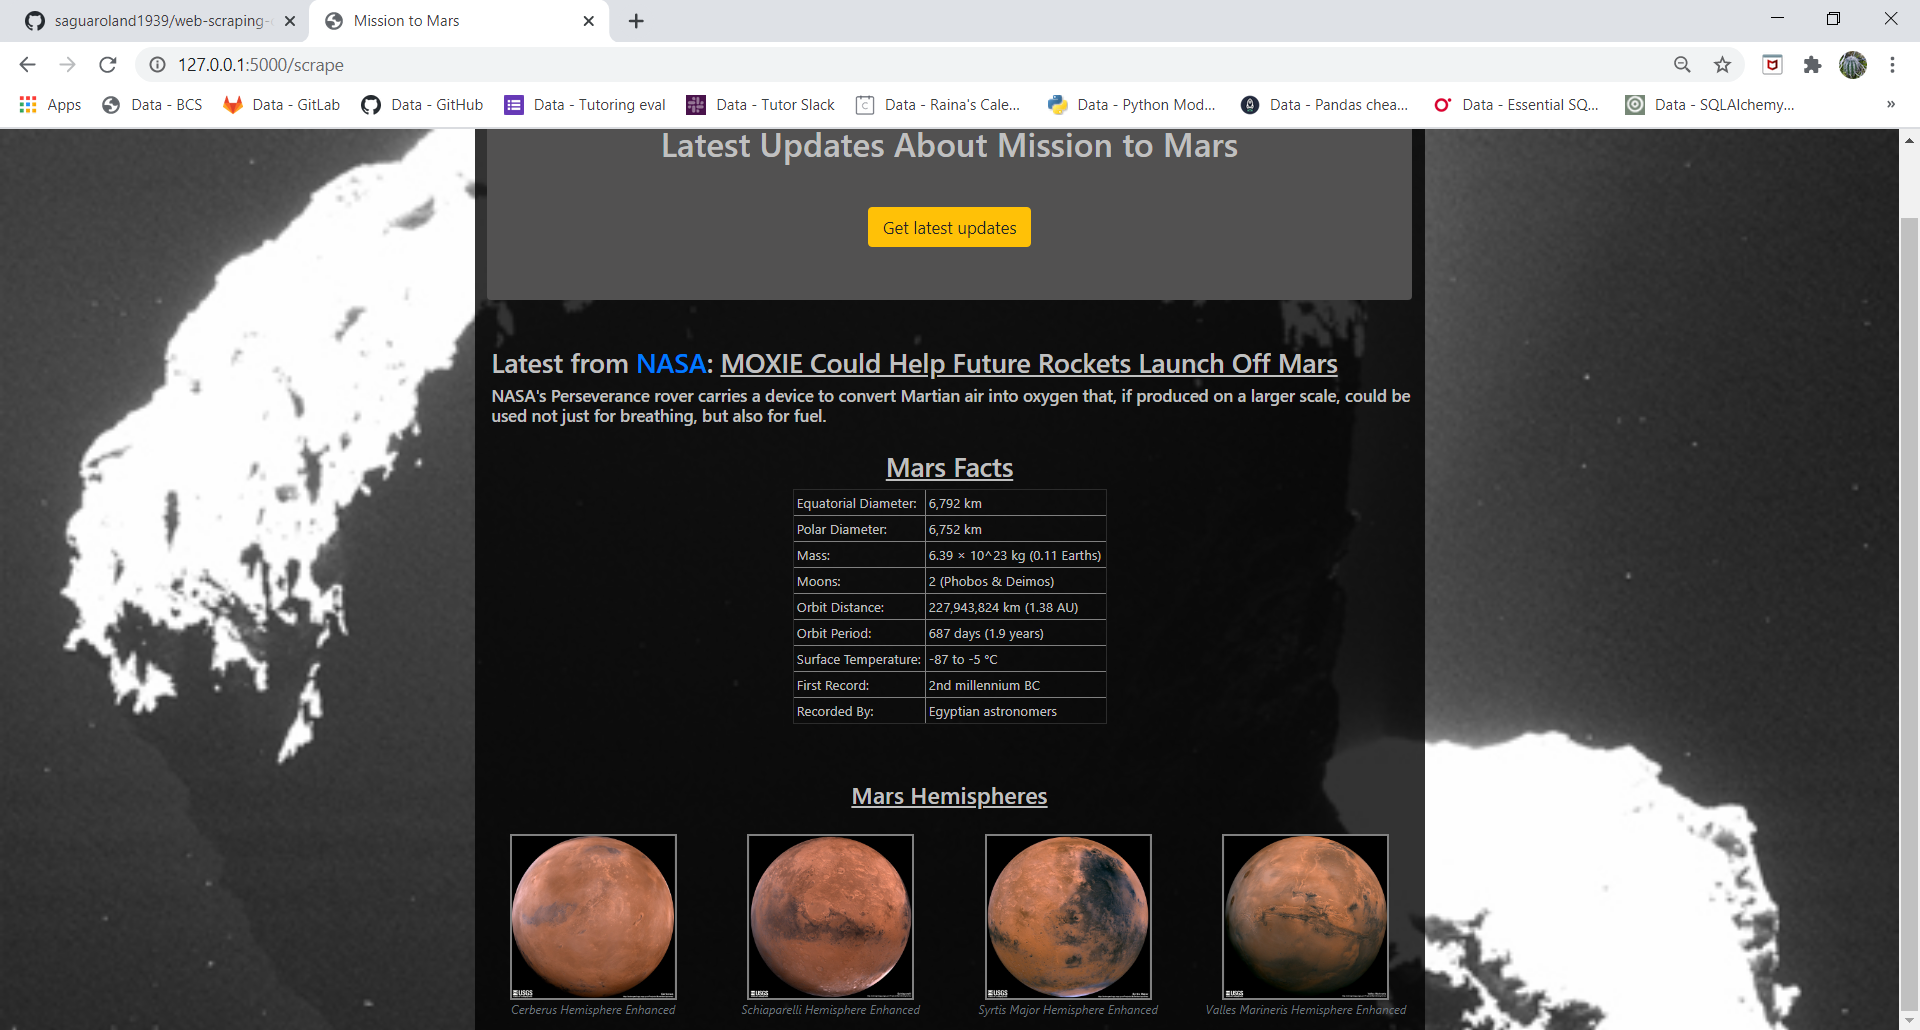 saguaroland1939/web-scraping-
Mission to Mars
127.0.0.1:5000/scrape
Apps
Data - BCS
Data - GitLab
Data - GitHub
Data - Tutoring eval
Data - Tutor Slack
Data - Raina's Cale...
Data - Python Mod...
Data - Pandas chea...
Data - Essential SQ...
Data - SQLAlchemy...
»
Latest Updates About Mission to Mars
Get latest updates
Latest from NASA: MOXIE Could Help Future Rockets Launch Off Mars
NASA's Perseverance rover carries a device to convert Martian air into oxygen that, if produced on a larger scale, could be
used not just for breathing, but also for fuel.
Mars Facts
Equatorial Diameter: 6,792 km
Polar Diameter: 6,752 km
Mass: 6.39 × 10^23 kg (0.11 Earths)
Moons: 2 (Phobos & Deimos)
Orbit Distance: 227,943,824 km (1.38 AU)
Orbit Period: 687 days (1.9 years)
Surface Temperature: -87 to -5 °C
First Record: 2nd millennium BC
Recorded By: Egyptian astronomers
Mars Hemispheres
USGS
USGS
USGS
USGS
Cerberus Hemisphere Enhanced
Schiaparelli Hemisphere Enhanced
Syrtis Major Hemisphere Enhanced
Valles Marineris Hemisphere Enhanced